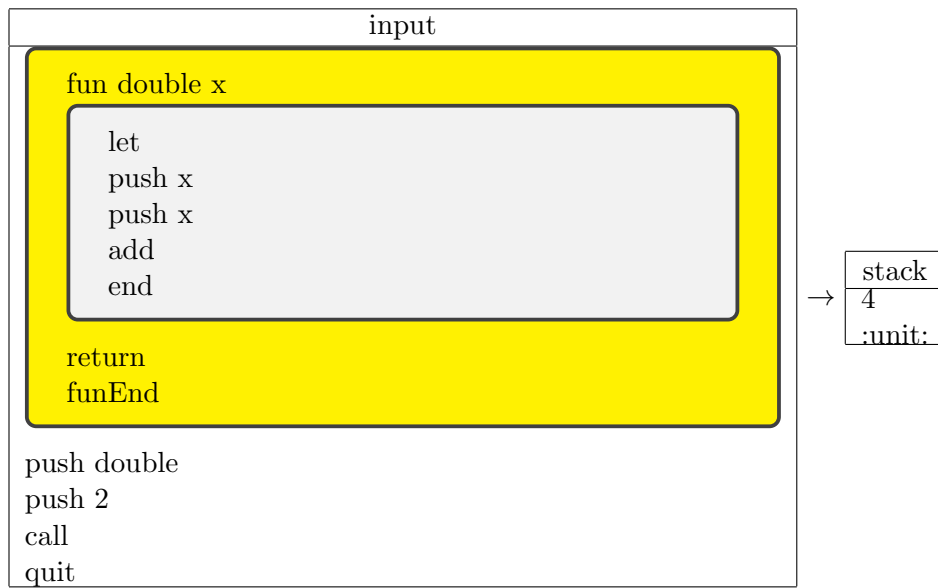 input
fun double x
let
push x
push x
add
end
return
funEnd
push double
push 2
call
quit
→
stack
4
:unit: